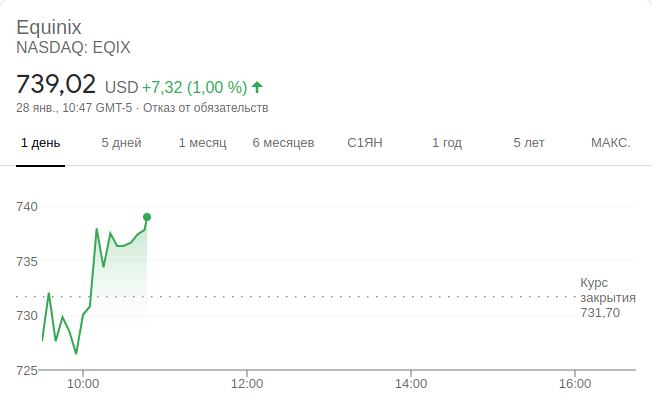 Equinix
NASDAQ: EQIX
739,02 USD +7,32 (1,00 %)
28 янв., 10:47 GMT-5 · Отказ от обязательств
1 день 5 дней 1 месяц 6 месяцев С1ЯН 1 год 5 лет МАКС.
740
735
Курс
закрытия
731,70
730
725
10:00 12:00 14:00 16:00